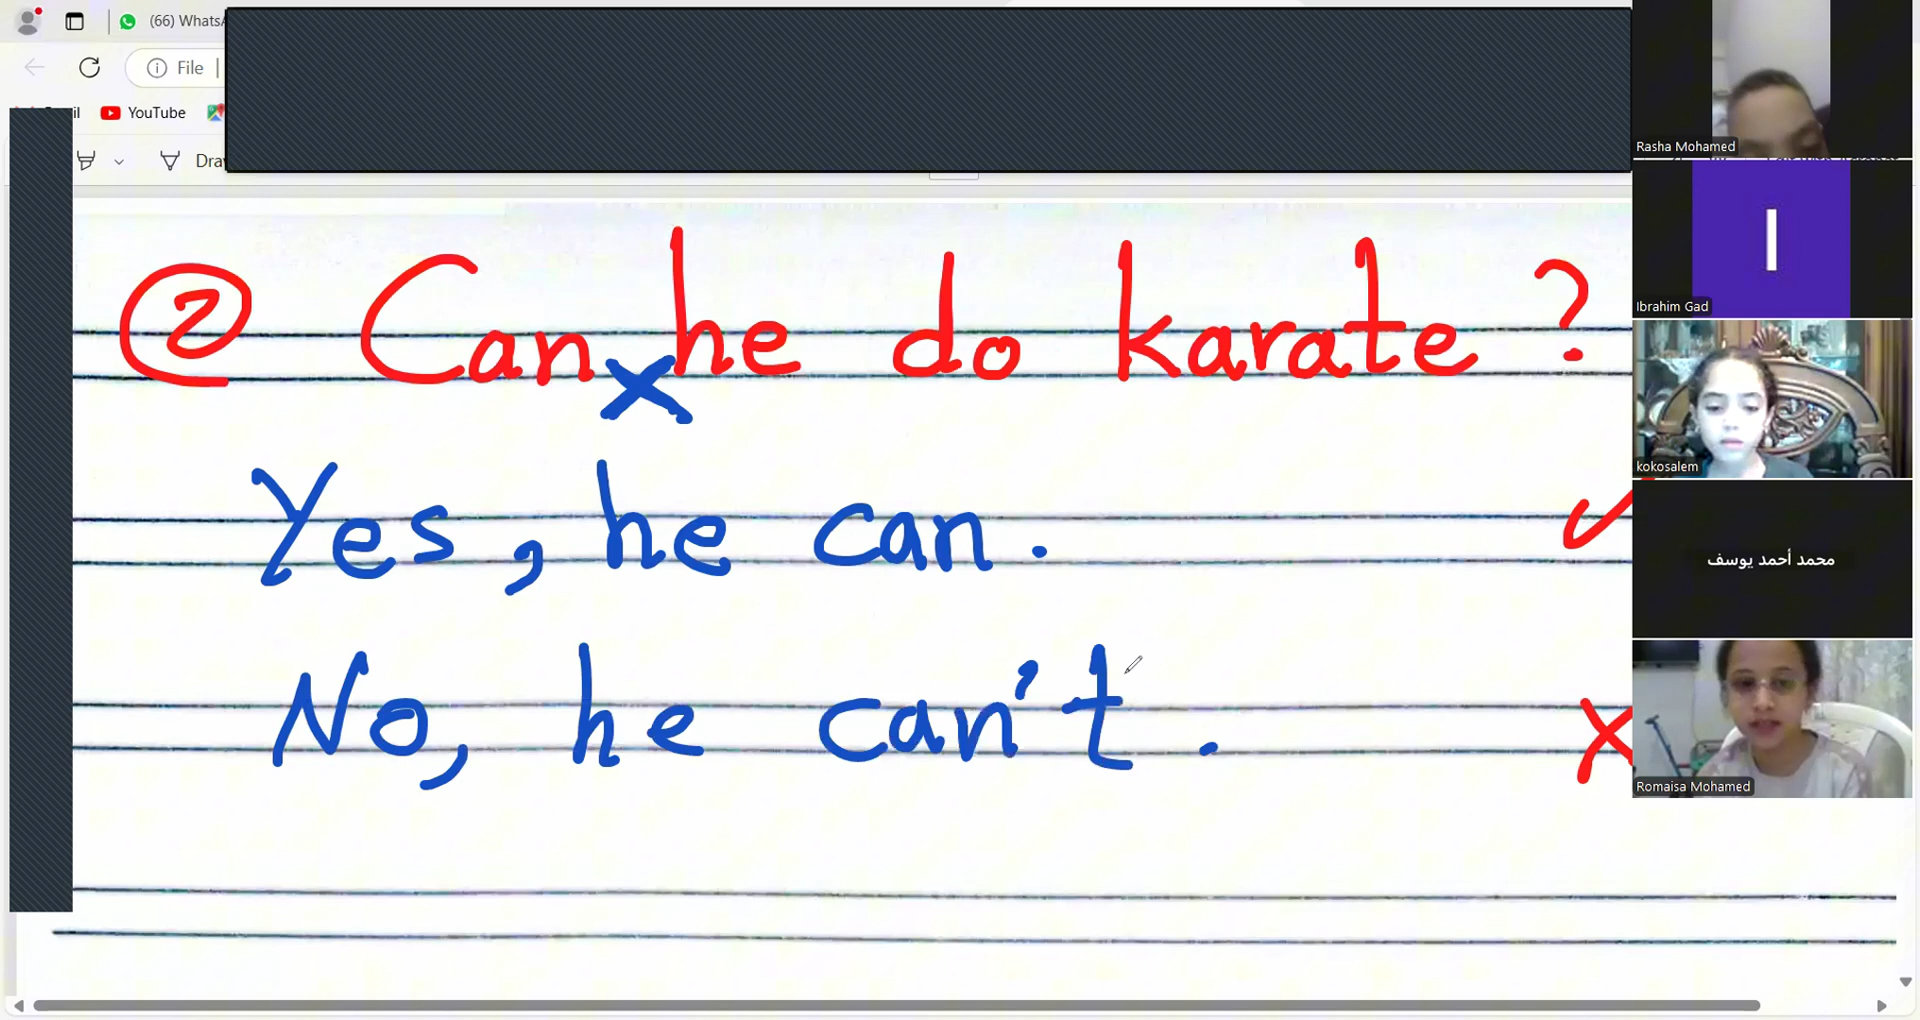 (66) WhatsA
File
YouTube
② Can he do karate ?
Yes, he can.
No, he can't.
Rasha Mohamed
I
Ibrahim Gad
kokosalem
محمد أحمد يوسف
Romaisa Mohamed